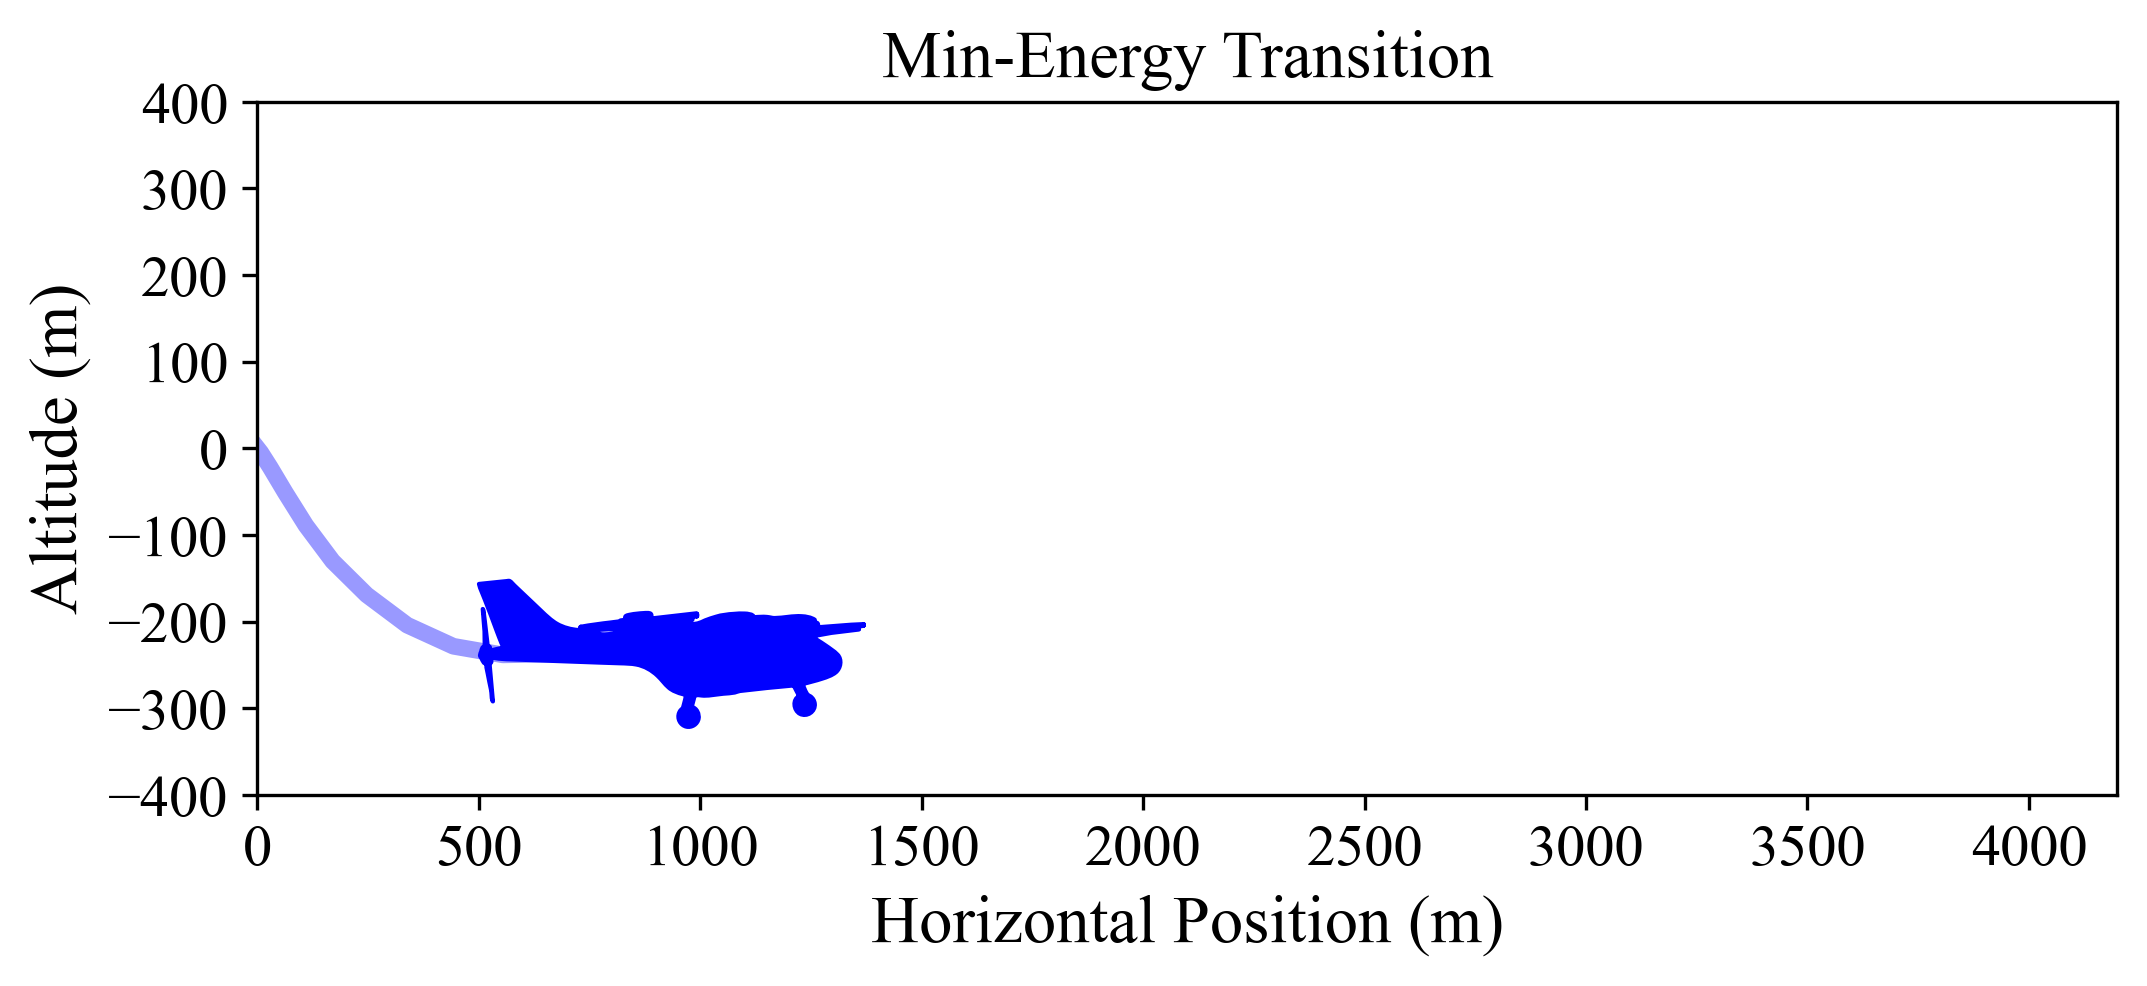 Min-Energy Transition
400
300
200
100
0
−100
−200
−300
−400
Altitude (m)
0 500 1000 1500 2000 2500 3000 3500 4000
Horizontal Position (m)